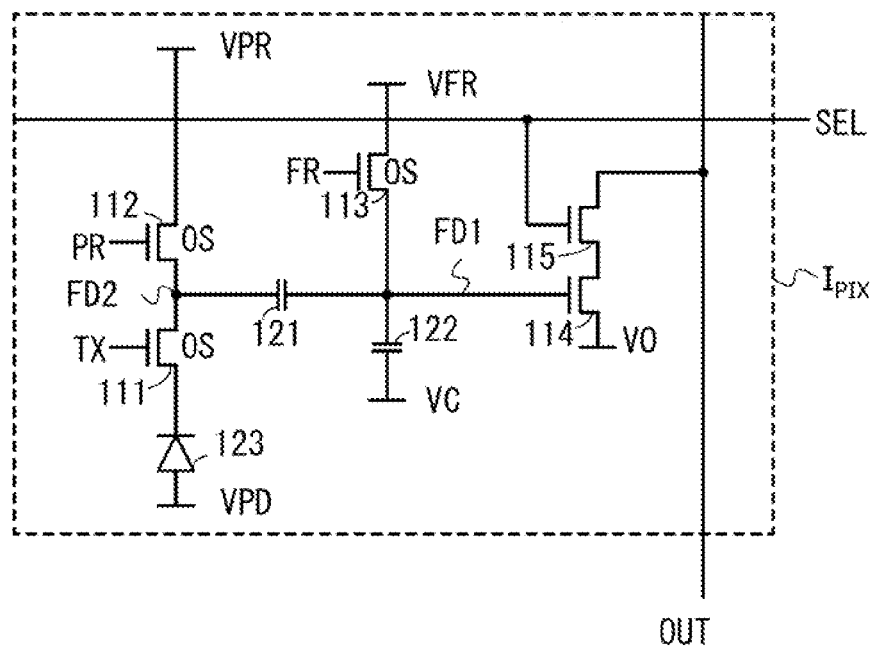 VPR
VFR
SEL
FR
OS
113
112
PR
OS
FD1
115
FD2
121
122
114
VO
I PIX
TX
OS
111
VC
123
VPD
OUT